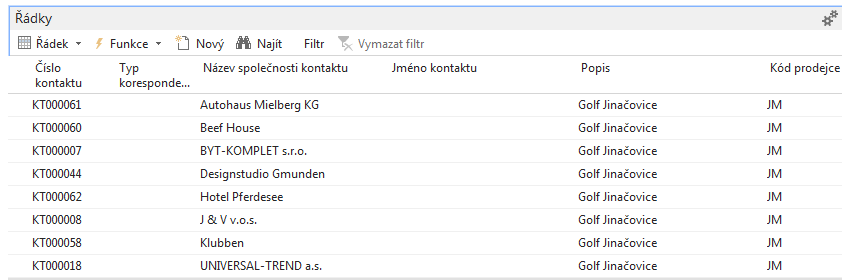 Řádky
Řádek Funkce Nový Najít Filtr Vymazat filtr
Číslo kontaktu Typ koresponde... Název společnosti kontaktu Jméno kontaktu Popis Kód prodejce
KT000061 Autohaus Mielberg KG Golf Jinačovice JM
KT000060 Beef House Golf Jinačovice JM
KT000007 BYT-KOMPLET s.r.o. Golf Jinačovice JM
KT000044 Designstudio Gmunden Golf Jinačovice JM
KT000062 Hotel Pferdesee Golf Jinačovice JM
KT000008 J & V v.o.s. Golf Jinačovice JM
KT000058 Klubben Golf Jinačovice JM
KT000018 UNIVERSAL-TREND a.s. Golf Jinačovice JM